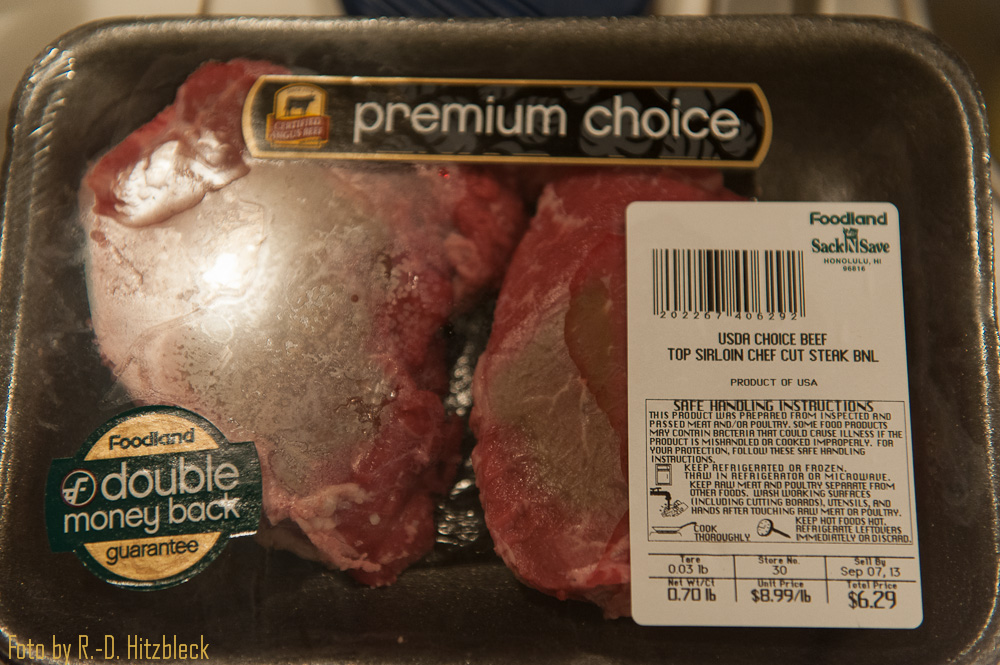 CERTIFIED
ANGUS BEEF
premium choice
Foodland
Sack N Save
HONOLULU, HI
96816
202267 406292
USDA CHOICE BEEF
TOP SIRLOIN CHEF CUT STEAK BNL
PRODUCT OF USA
SAFE HANDLING INSTRUCTIONS
THIS PRODUCT WAS PREPARED FROM INSPECTED AND
PASSED MEAT AND/OR POULTRY. SOME FOOD PRODUCTS
MAY CONTAIN BACTERIA THAT COULD CAUSE ILLNESS IF THE
PRODUCT IS MISHANDLED OR COOKED IMPROPERLY. FOR
YOUR PROTECTION, FOLLOW THESE SAFE HANDLING
INSTRUCTIONS.
KEEP REFRIGERATED OR FROZEN.
THAW IN REFRIGERATOR OR MICROWAVE.
KEEP RAW MEAT AND POULTRY SEPARATE FROM
OTHER FOODS. WASH WORKING SURFACES
(INCLUDING CUTTING BOARDS), UTENSILS, AND
HANDS AFTER TOUCHING RAW MEAT OR POULTRY.
COOK
THOROUGHLY
KEEP HOT FOODS HOT.
REFRIGERATE LEFTOVERS
IMMEDIATELY OR DISCARD.
Tare Store No. Sell By
0.03 lb 30 Sep 07, 13
Net Wt/Ct Unit Price Total Price
0.70 lb $8.99/lb $6.29
Foodland
double
money back
guarantee
Foto by R.-D. Hitzbleck